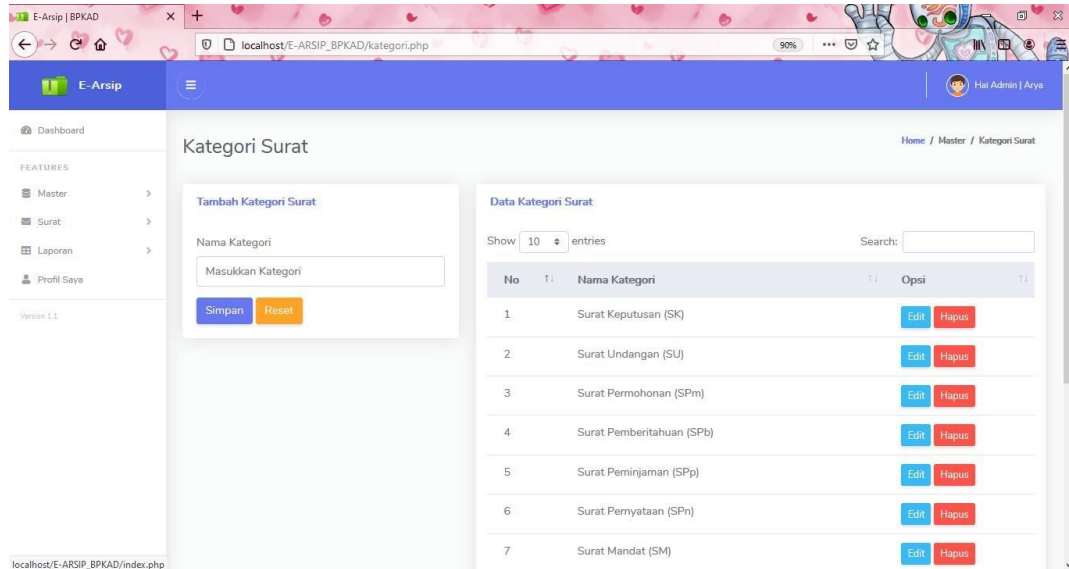 E-Arsip | BPKAD
localhost/E-ARSIP_BPKAD/kategori.php
90%
E-Arsip
Hai Admin | Arya
Dashboard
FEATURES
Master
Surat
Laporan
Profil Saya
Version 1.1
Kategori Surat
Home / Master / Kategori Surat
Tambah Kategori Surat
Nama Kategori
Masukkan Kategori
Simpan Reset
Data Kategori Surat
Show 10 entries Search:
No Nama Kategori Opsi
1 Surat Keputusan (SK) Edit Hapus
2 Surat Undangan (SU) Edit Hapus
3 Surat Permohonan (SPm) Edit Hapus
4 Surat Pemberitahuan (SPb) Edit Hapus
5 Surat Peminjaman (SPp) Edit Hapus
6 Surat Pernyataan (SPn) Edit Hapus
7 Surat Mandat (SM) Edit Hapus
localhost/E-ARSIP_BPKAD/index.php